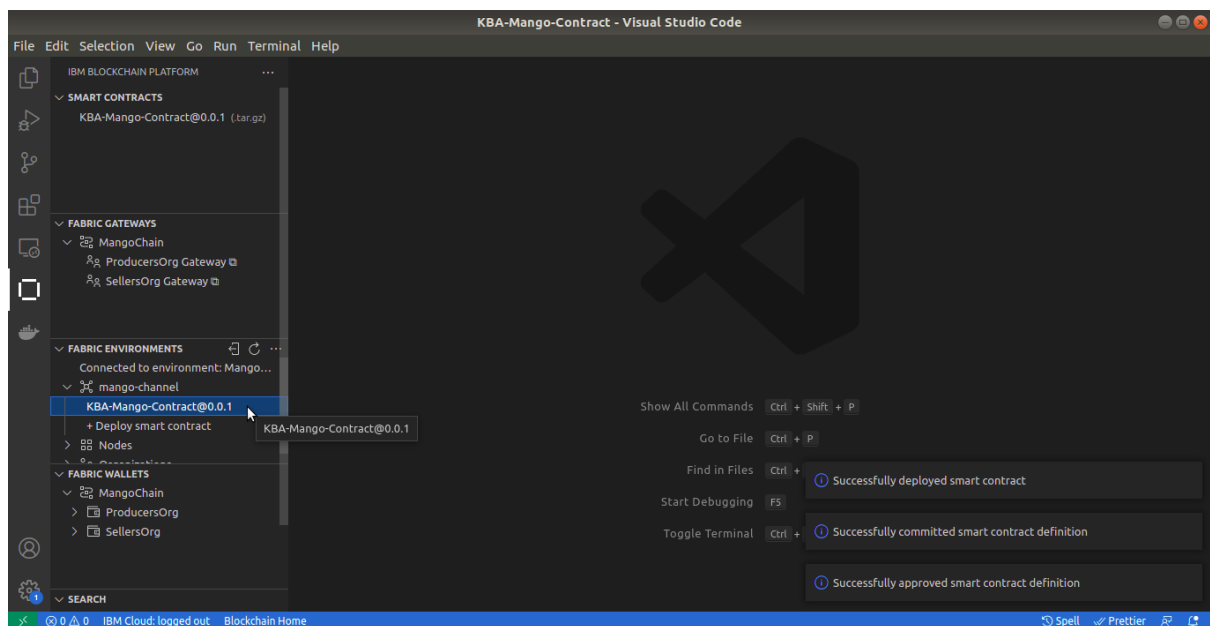 KBA-Mango-Contract - Visual Studio Code
File Edit Selection View Go Run Terminal Help
IBM BLOCKCHAIN PLATFORM
SMART CONTRACTS
KBA-Mango-Contract@0.0.1 (.tar.gz)
FABRIC GATEWAYS
MangoChain
ProducersOrg Gateway
SellersOrg Gateway
FABRIC ENVIRONMENTS
Connected to environment: Mango...
mango-channel
KBA-Mango-Contract@0.0.1
KBA-Mango-Contract@0.0.1
+ Deploy smart contract
Nodes
Organizations
FABRIC WALLETS
MangoChain
ProducersOrg
SellersOrg
SEARCH
1
Show All Commands Ctrl + Shift + P
Go to File Ctrl + P
Find in Files Ctrl +
Start Debugging F5
Toggle Terminal Ctrl +
Successfully deployed smart contract
Successfully committed smart contract definition
Successfully approved smart contract definition
0 0 IBM Cloud: logged out Blockchain Home Spell Prettier